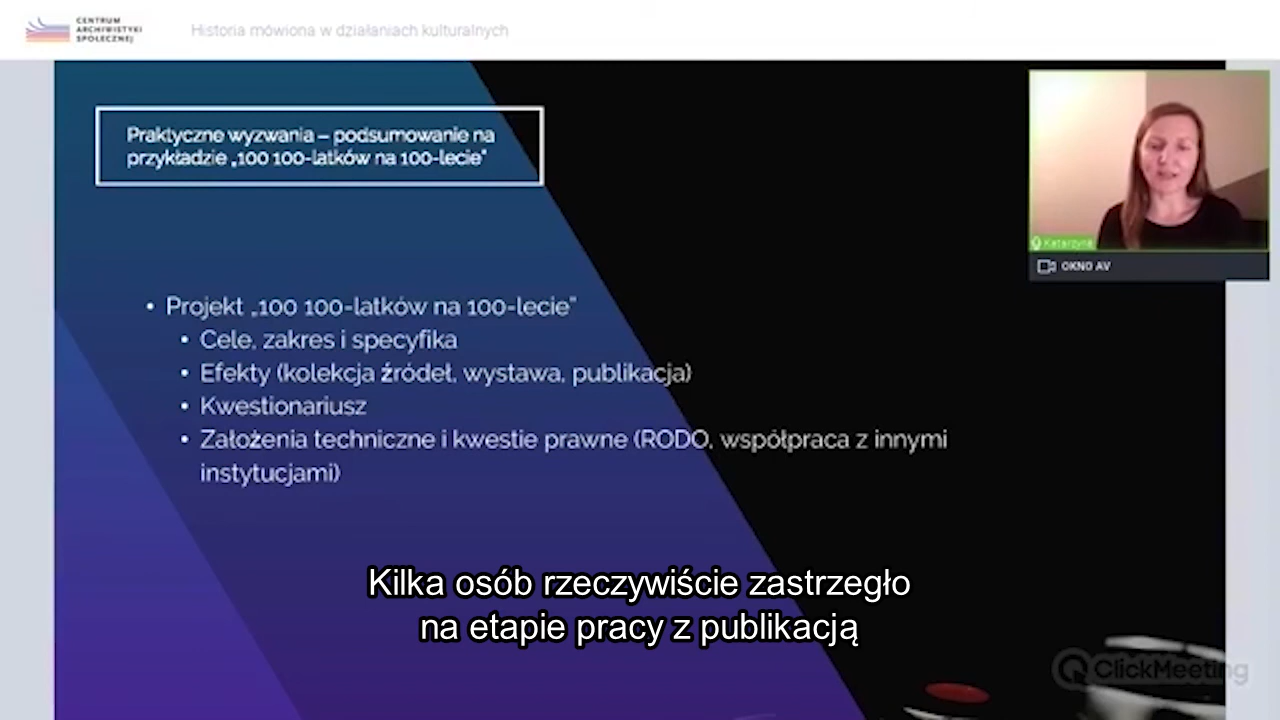 CENTRUM
ARCHIWISTYKI
SPOŁECZNEJ
Historia mówiona w działaniach kulturalnych
Praktyczne wyzwania – podsumowanie na
przykładzie „100 100-latków na 100-lecie”
Katarzyna
OKNO AV
• Projekt „100 100-latków na 100-lecie”
• Cele, zakres i specyfika
• Efekty (kolekcja źródeł, wystawa, publikacja)
• Kwestionariusz
• Założenia techniczne i kwestie prawne (RODO, współpraca z innymi
instytucjami)
Kilka osób rzeczywiście zastrzegło
na etapie pracy z publikacją
ClickMeeting